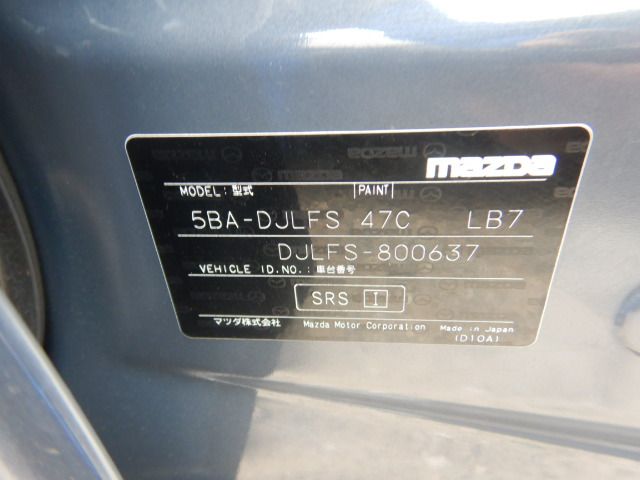 mazda
MODEL: 型式 PAINT
5BA-DJLFS 47C LB7
DJLFS-800637
VEHICLE ID.NO.: 車台番号
SRS I
マツダ株式会社 Mazda Motor Corporation Made in Japan
(D10A)